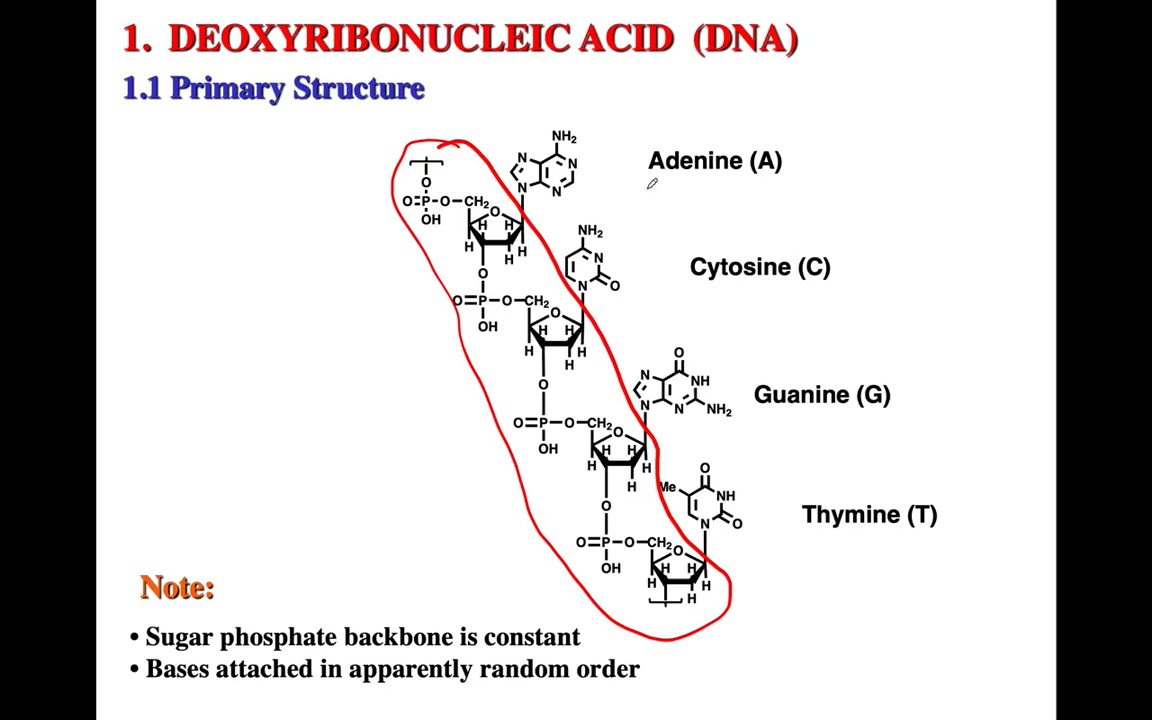 1. DEOXYRIBONUCLEIC ACID (DNA)
1.1 Primary Structure
NH2
N
N
N
N
Adenine (A)
O
O=P-O-CH2
O
OH
H
H
H
H
H
NH2
N
N
O
Cytosine (C)
O
O=P-O-CH2
O
OH
H
H
H
H
H
O
N
NH
N
N
NH2
Guanine (G)
O
O=P-O-CH2
O
OH
H
H
H
H
H
O
Me
NH
N
O
Thymine (T)
O
O=P-O-CH2
O
OH
H
H
H
H
H
Note:
• Sugar phosphate backbone is constant
• Bases attached in apparently random order